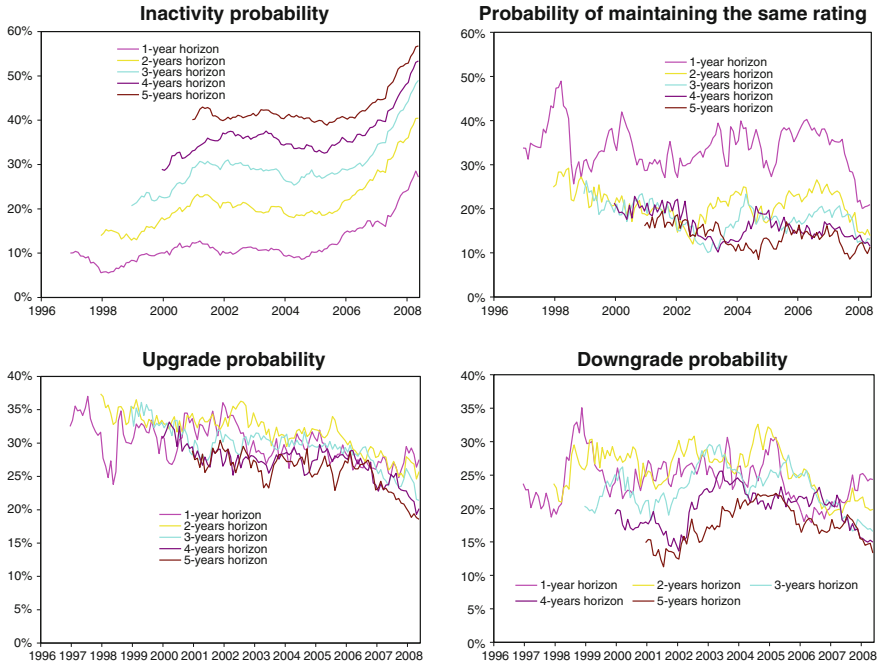 Inactivity probability
60%
50%
40%
30%
20%
10%
0%
1-year horizon
2-years horizon
3-years horizon
4-years horizon
5-years horizon
1996 1998 2000 2002 2004 2006 2008
Probability of maintaining the same rating
60%
50%
40%
30%
20%
10%
0%
1-year horizon
2-years horizon
3-years horizon
4-years horizon
5-years horizon
1996 1998 2000 2002 2004 2006 2008
Upgrade probability
40%
35%
30%
25%
20%
15%
10%
5%
0%
1-year horizon
2-years horizon
3-years horizon
4-years horizon
5-years horizon
1996 1997 1998 1999 2000 2001 2002 2003 2004 2005 2006 2007 2008
Downgrade probability
40%
35%
30%
25%
20%
15%
10%
5%
0%
1-year horizon 2-years horizon 3-years horizon
4-years horizon 5-years horizon
1996 1997 1998 1999 2000 2001 2002 2003 2004 2005 2006 2007 2008